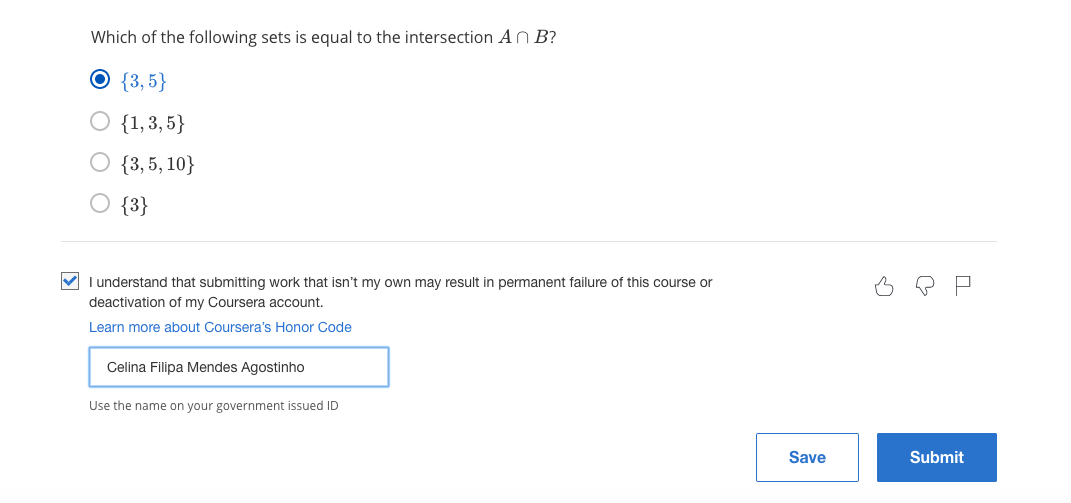 Which of the following sets is equal to the intersection A ∩ B?
{3, 5}
{1, 3, 5}
{3, 5, 10}
{3}
I understand that submitting work that isn't my own may result in permanent failure of this course or
deactivation of my Coursera account.
Learn more about Coursera's Honor Code
Celina Filipa Mendes Agostinho
Use the name on your government issued ID
Save
Submit